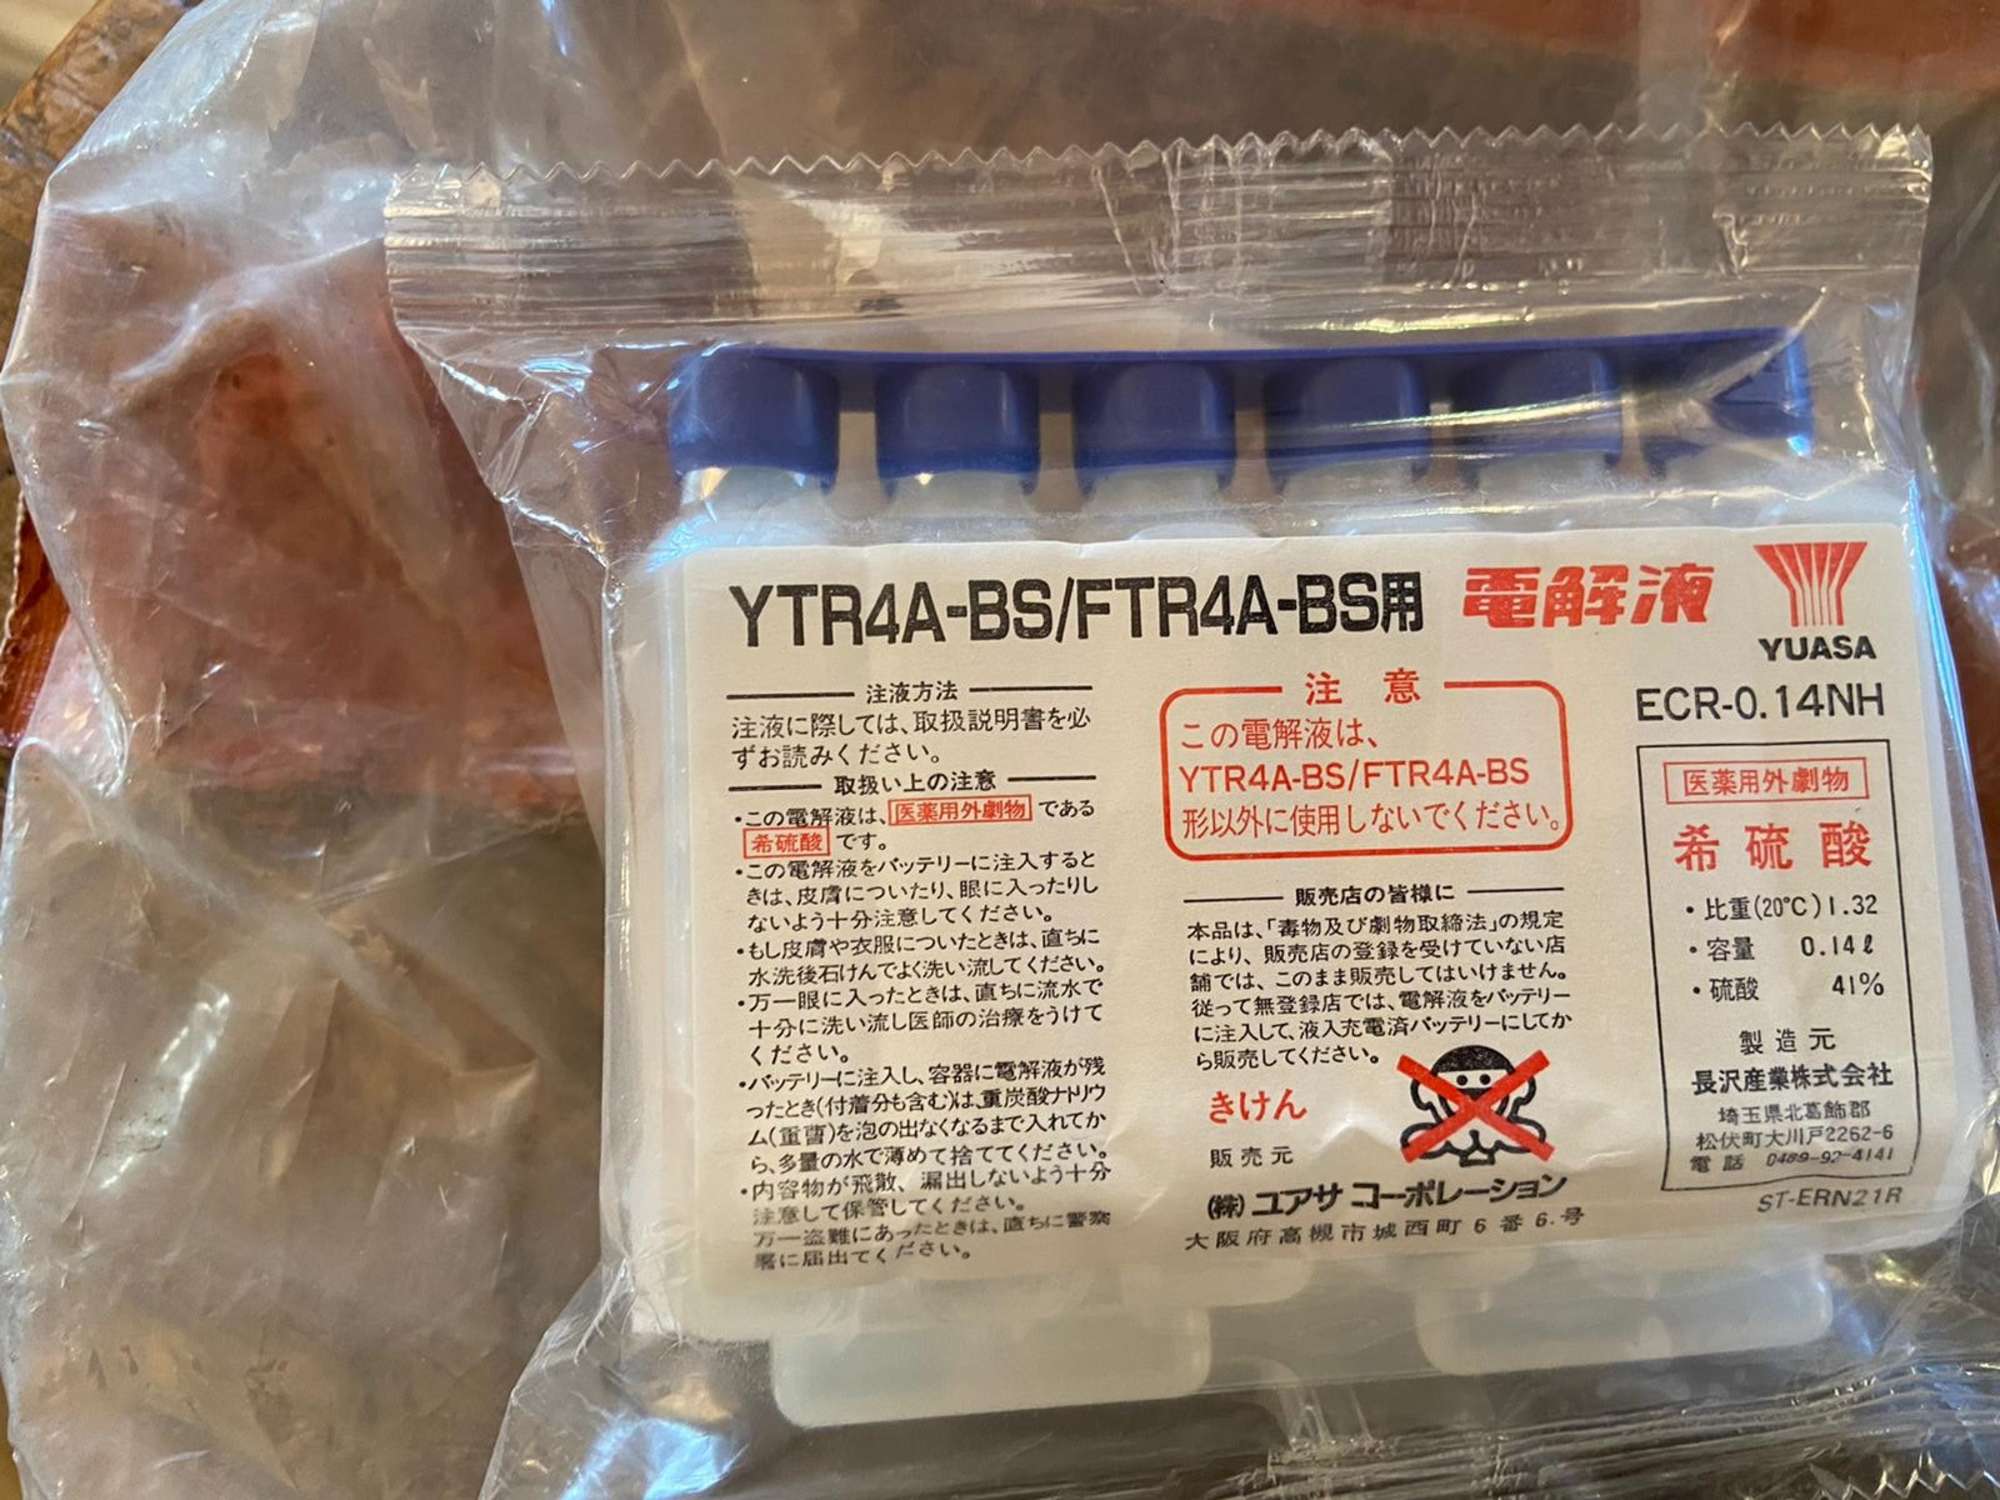 YTR4A-BS/FTR4A-BS用 電解液
YUASA
ECR-0.14NH
注液方法
注液に際しては、取扱説明書を必
ずお読みください。
取扱い上の注意
・この電解液は、医薬用外劇物である
希硫酸です。
・この電解液をバッテリーに注入すると
きは、皮膚についたり、眼に入ったりし
ないよう十分注意してください。
・もし皮膚や衣服についたときは、直ちに
水洗後石けんでよく洗い流してください。
・万一眼に入ったときは、直ちに流水で
十分に洗い流し医師の治療をうけて
ください。
・バッテリーに注入し、容器に電解液が残
ったとき(付着分も含む)は、重炭酸ナトリウ
ム(重曹)を泡の出なくなるまで入れてか
ら、多量の水で薄めて捨ててください。
・内容物が飛散、漏出しないよう十分
注意して保管してください。
万一盗難にあったときは、直ちに警察
署に届出てください。
注意
この電解液は、
YTR4A-BS/FTR4A-BS
形以外に使用しないでください。
販売店の皆様に
本品は、「毒物及び劇物取締法」の規定
により、販売店の登録を受けていない店
舗では、このまま販売してはいけません。
従って無登録店では、電解液をバッテリー
に注入して、液入充電済バッテリーにしてか
ら販売してください。
きけん
販売元
(株)ユアサ コーポレーション
大阪府高槻市城西町6番6号
医薬用外劇物
希硫酸
・比重(20℃)1.32
・容量 0.14ℓ
・硫酸 41%
製造元
長沢産業株式会社
埼玉県北葛飾郡
松伏町大川戸2262-6
電話 0489-92-4141
ST-ERN21R